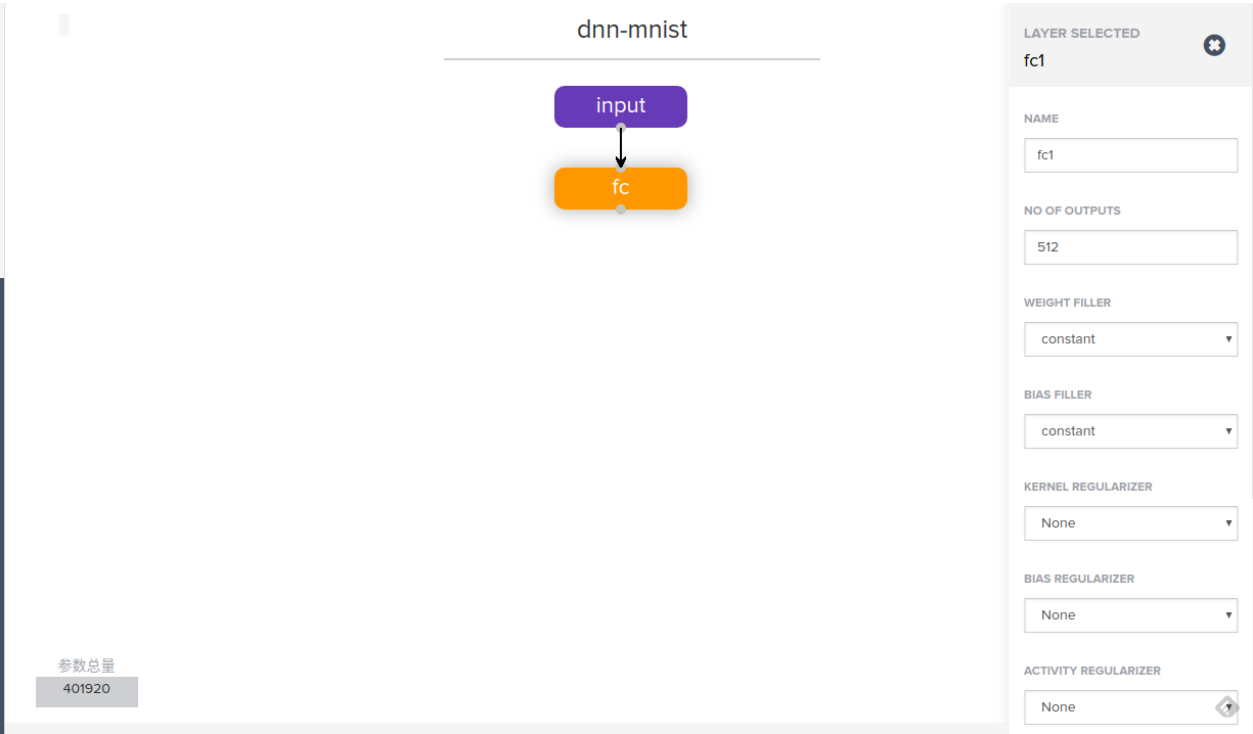 dnn-mnist
input
fc
参数总量
401920
LAYER SELECTED
fc1
NAME
fc1
NO OF OUTPUTS
512
WEIGHT FILLER
constant
BIAS FILLER
constant
KERNEL REGULARIZER
None
BIAS REGULARIZER
None
ACTIVITY REGULARIZER
None